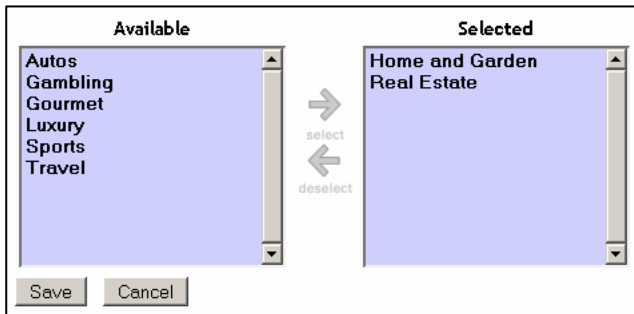 Available
Autos
Gambling
Gourmet
Luxury
Sports
Travel
select
deselect
Selected
Home and Garden
Real Estate
Save
Cancel